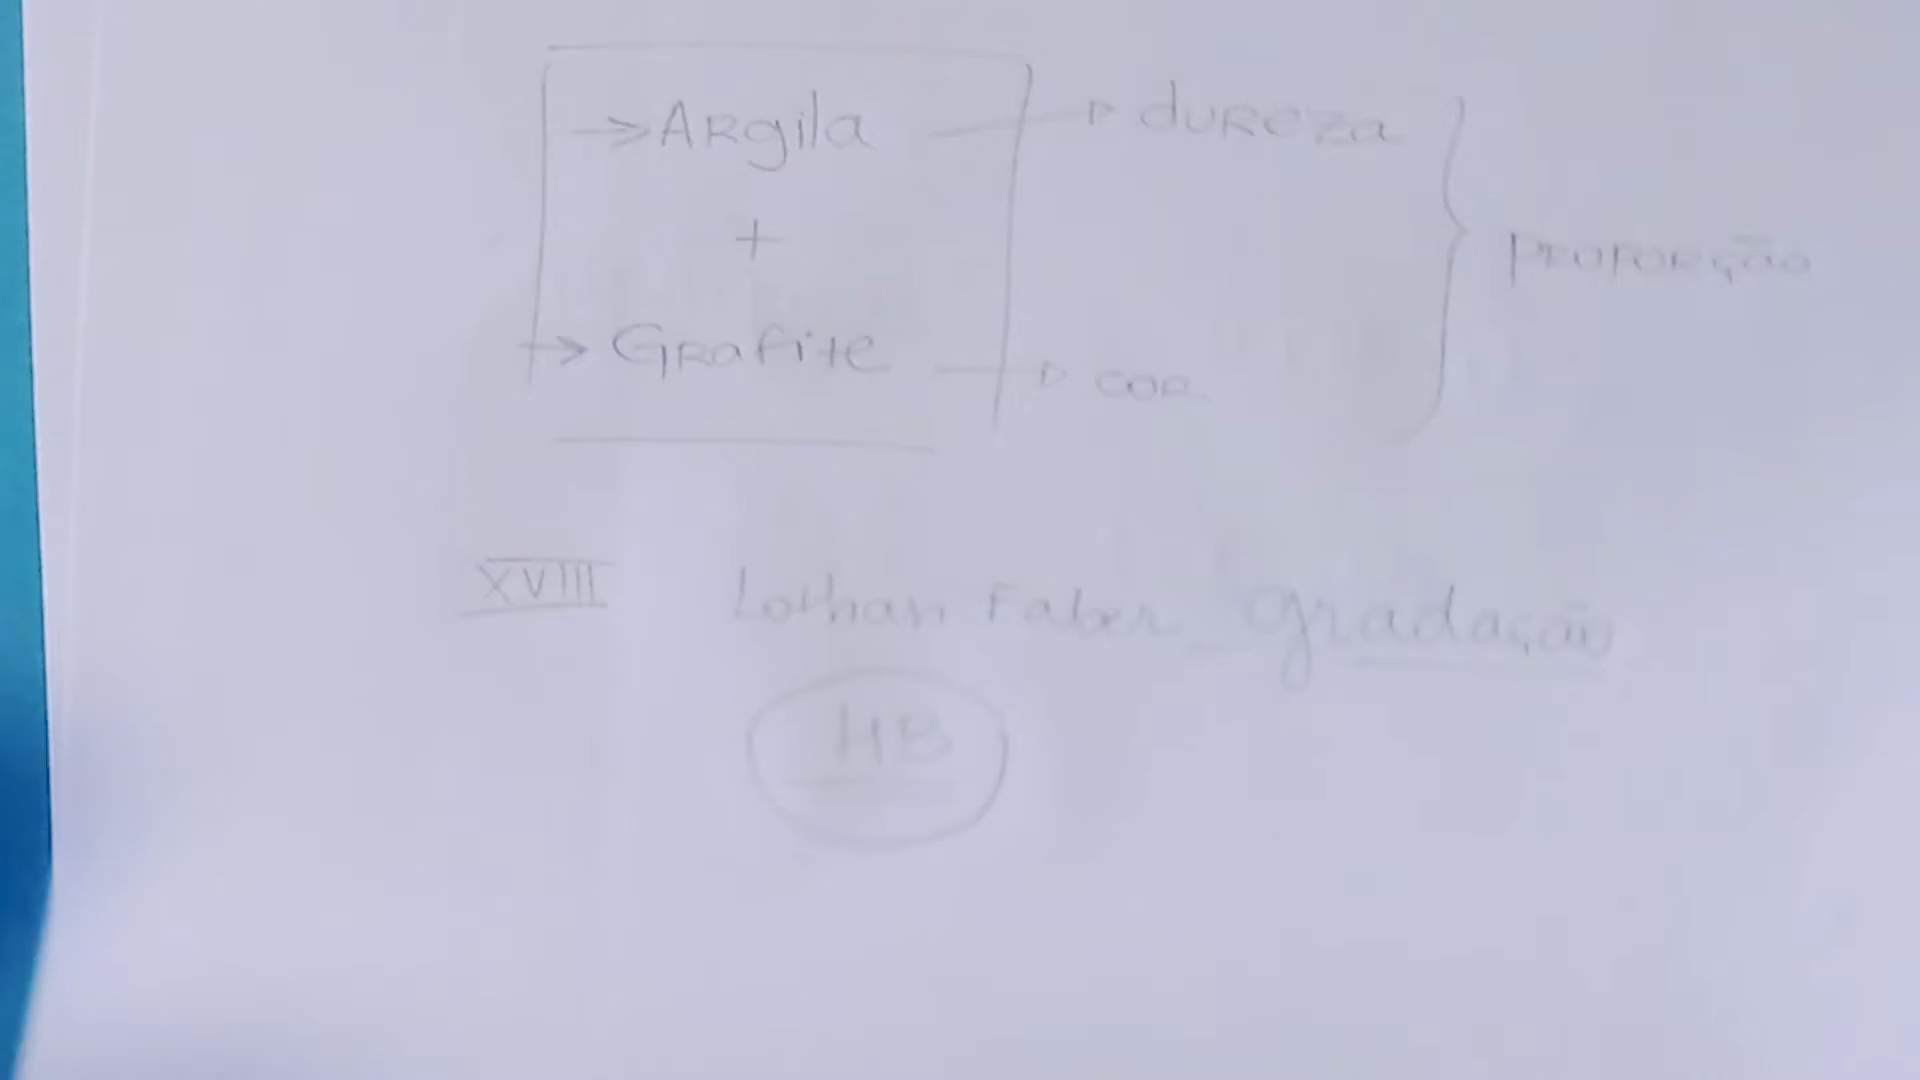 → Argila → dureza
+
→ Grafite → cor
proporção
XVIII Lothan Faber gradação
HB